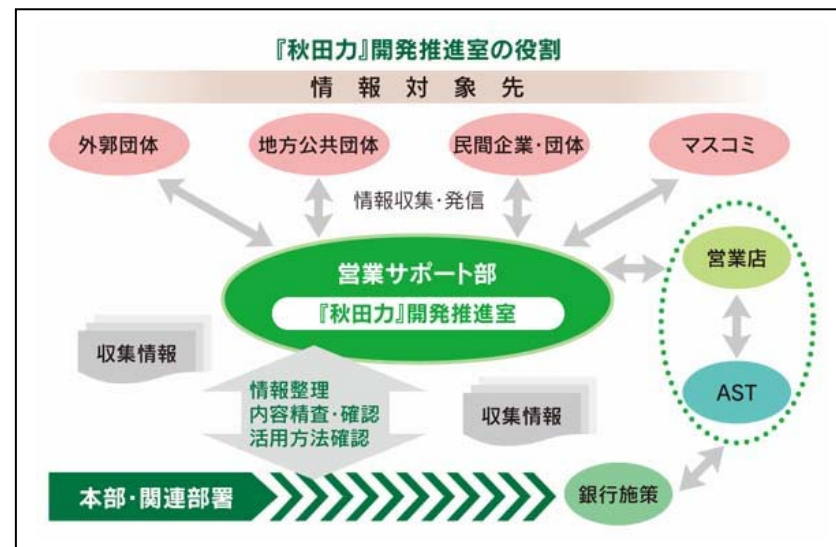 『秋田力』開発推進室の役割
情報対象先
外郭団体
地方公共団体
民間企業・団体
マスコミ
情報収集・発信
営業サポート部
『秋田力』開発推進室
営業店
AST
収集情報
情報整理
内容精査・確認
活用方法確認
収集情報
本部・関連部署
銀行施策